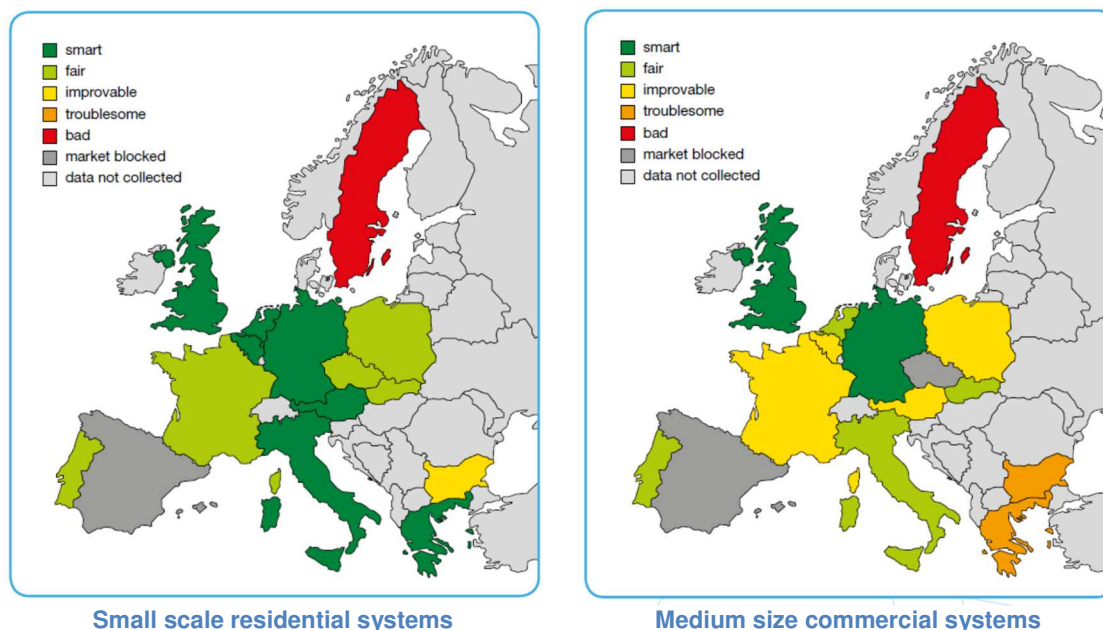 smart
fair
improvable
troublesome
bad
market blocked
data not collected
Small scale residential systems
smart
fair
improvable
troublesome
bad
market blocked
data not collected
Medium size commercial systems